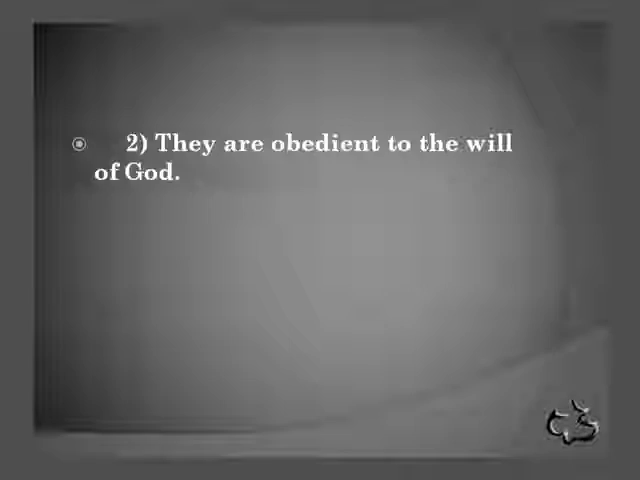 2) They are obedient to the will
of God.